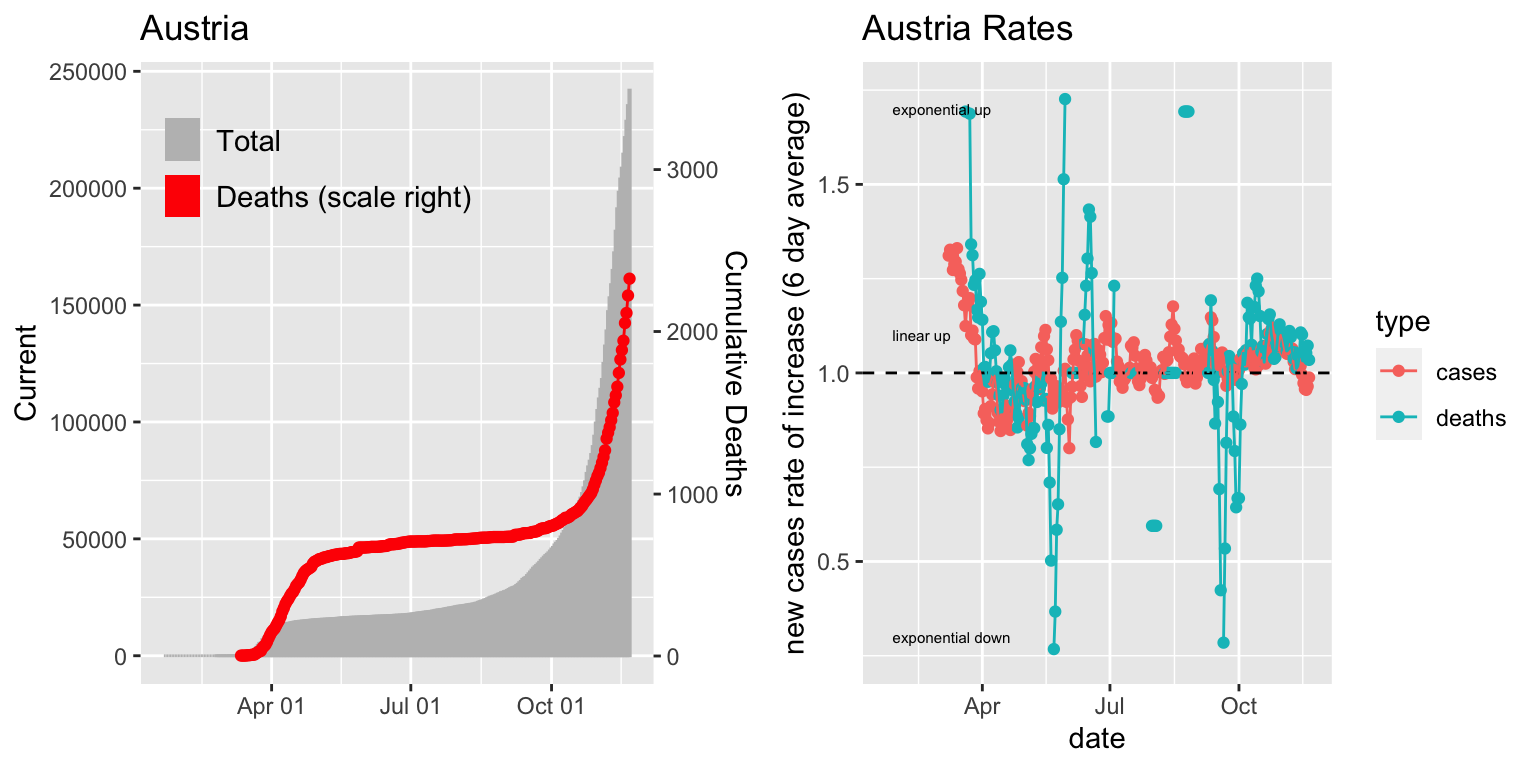 Austria
250000
200000
150000
100000
50000
0
Current
Total
Deaths (scale right)
3000
2000
1000
0
Cumulative Deaths
Apr 01
Jul 01
Oct 01
Austria Rates
new cases rate of increase (6 day average)
1.5
1.0
0.5
exponential up
linear up
exponential down
Apr
Jul
Oct
date
type
cases
deaths